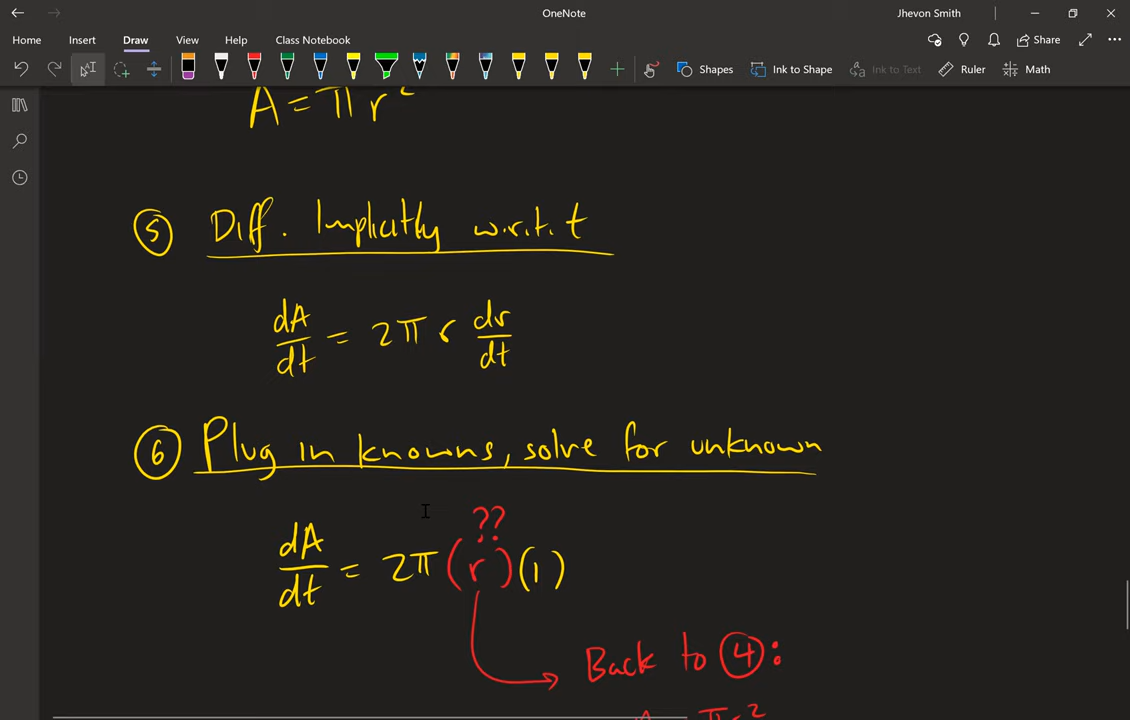 OneNote
Jhevon Smith
Home Insert Draw View Help Class Notebook Share
Shapes Ink to Shape Ink to Text Ruler Math
A = π r²
⑤ Diff. Implicitly w.r.t. t
dA/dt = 2π r dr/dt
⑥ Plug in knowns, solve for unknown
??
dA/dt = 2π (r) (1)
Back to ④:
A = πr²